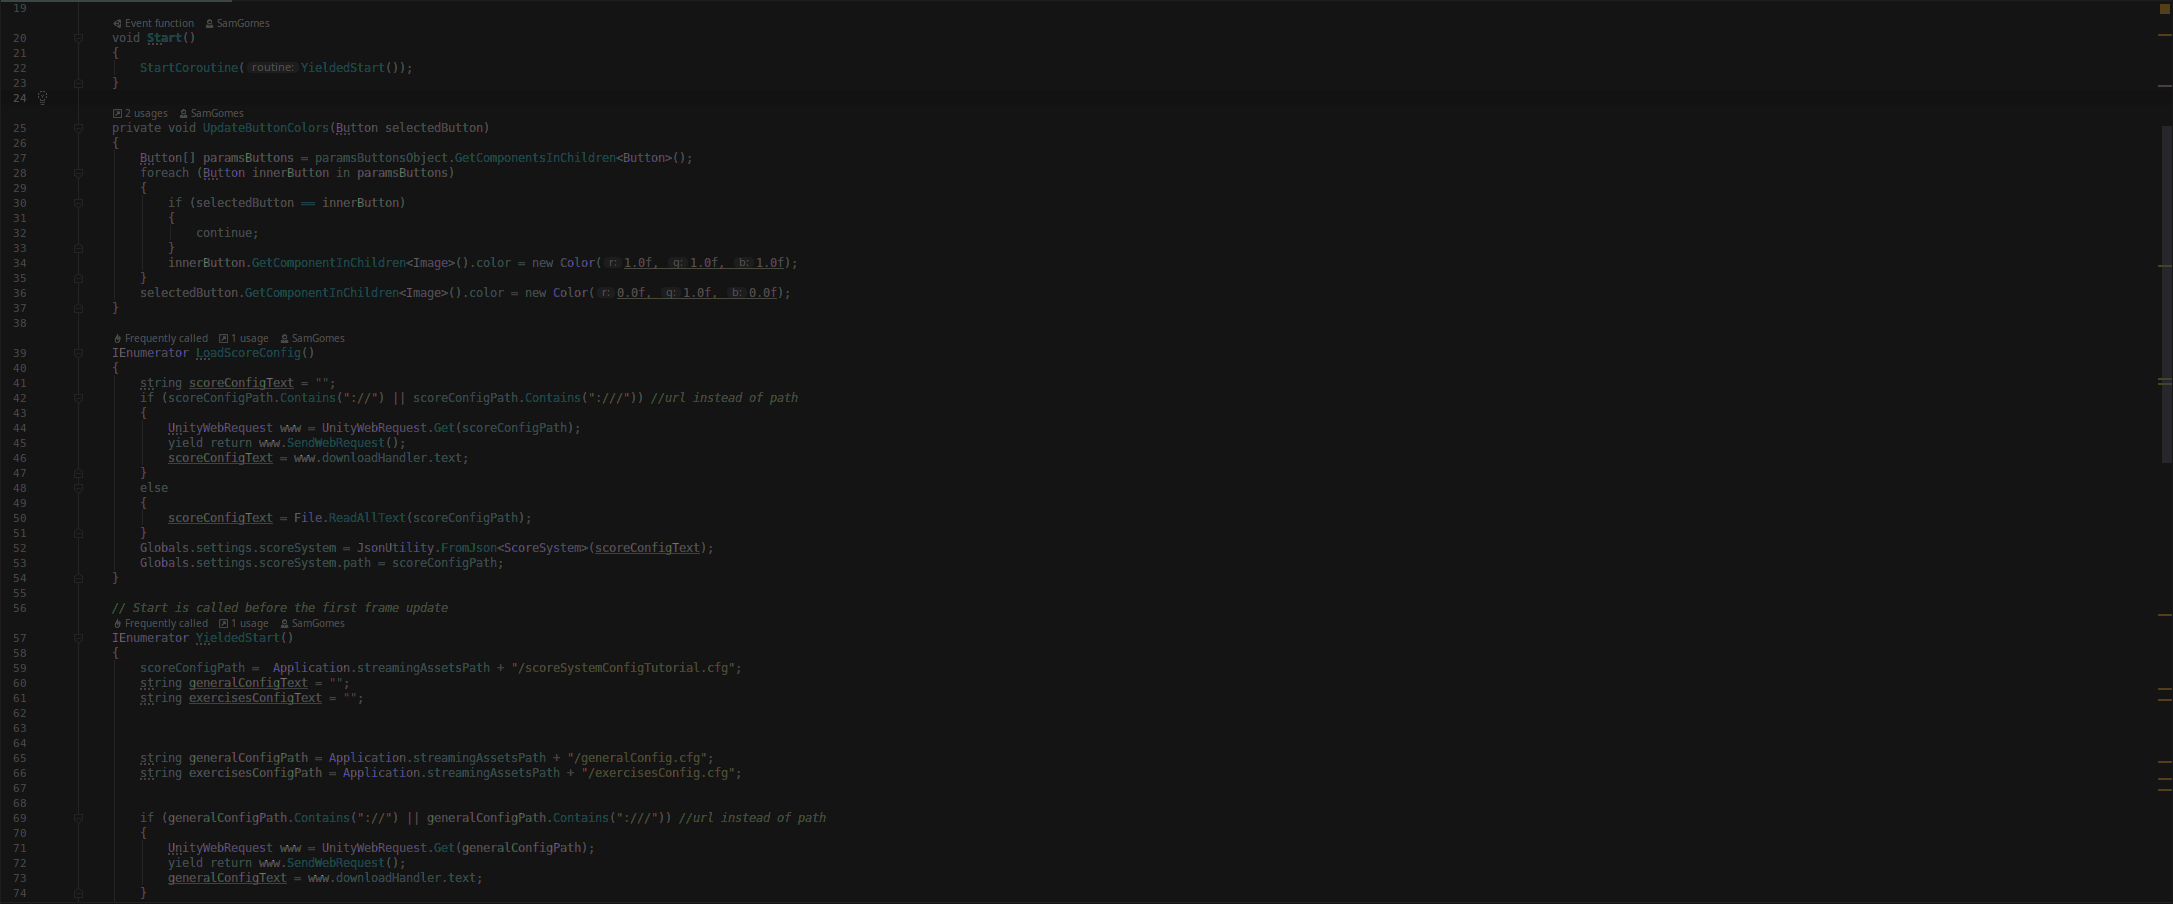 19
Event function SamGomes
20 void Start()
21 {
22 StartCoroutine( routine: YieldedStart());
23 }
24
2 usages SamGomes
25 private void UpdateButtonColors(Button selectedButton)
26 {
27 Button[] paramsButtons = paramsButtonsObject.GetComponentsInChildren<Button>();
28 foreach (Button innerButton in paramsButtons)
29 {
30 if (selectedButton == innerButton)
31 {
32 continue;
33 }
34 innerButton.GetComponentInChildren<Image>().color = new Color( r: 1.0f, g: 1.0f, b: 1.0f);
35 }
36 selectedButton.GetComponentInChildren<Image>().color = new Color( r: 0.0f, g: 1.0f, b: 0.0f);
37 }
38
Frequently called 1 usage SamGomes
39 IEnumerator LoadScoreConfig()
40 {
41 string scoreConfigText = "";
42 if (scoreConfigPath.Contains("://") || scoreConfigPath.Contains(":///")) //url instead of path
43 {
44 UnityWebRequest www = UnityWebRequest.Get(scoreConfigPath);
45 yield return www.SendWebRequest();
46 scoreConfigText = www.downloadHandler.text;
47 }
48 else
49 {
50 scoreConfigText = File.ReadAllText(scoreConfigPath);
51 }
52 Globals.settings.scoreSystem = JsonUtility.FromJson<ScoreSystem>(scoreConfigText);
53 Globals.settings.scoreSystem.path = scoreConfigPath;
54 }
55
56 // Start is called before the first frame update
Frequently called 1 usage SamGomes
57 IEnumerator YieldedStart()
58 {
59 scoreConfigPath =  Application.streamingAssetsPath + "/scoreSystemConfigTutorial.cfg";
60 string generalConfigText = "";
61 string exercisesConfigText = "";
62
63
64
65 string generalConfigPath = Application.streamingAssetsPath + "/generalConfig.cfg";
66 string exercisesConfigPath = Application.streamingAssetsPath + "/exercisesConfig.cfg";
67
68
69 if (generalConfigPath.Contains("://") || generalConfigPath.Contains(":///")) //url instead of path
70 {
71 UnityWebRequest www = UnityWebRequest.Get(generalConfigPath);
72 yield return www.SendWebRequest();
73 generalConfigText = www.downloadHandler.text;
74 }